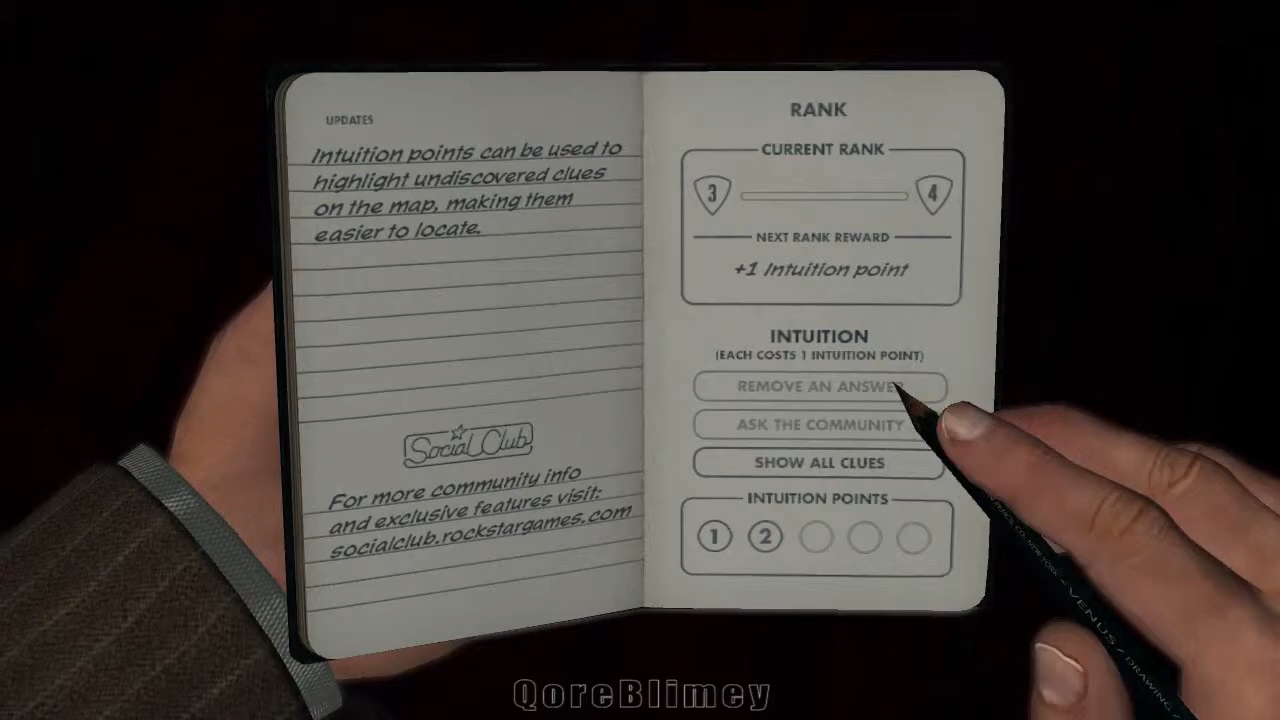 UPDATES
Intuition points can be used to
highlight undiscovered clues
on the map, making them
easier to locate.
Social Club
For more community info
and exclusive features visit:
socialclub.rockstargames.com
RANK
CURRENT RANK
3 4
NEXT RANK REWARD
+1 Intuition point
INTUITION
(EACH COSTS 1 INTUITION POINT)
REMOVE AN ANSWER
ASK THE COMMUNITY
SHOW ALL CLUES
INTUITION POINTS
1 2
VENUS / DRAWING
QoreBlimey